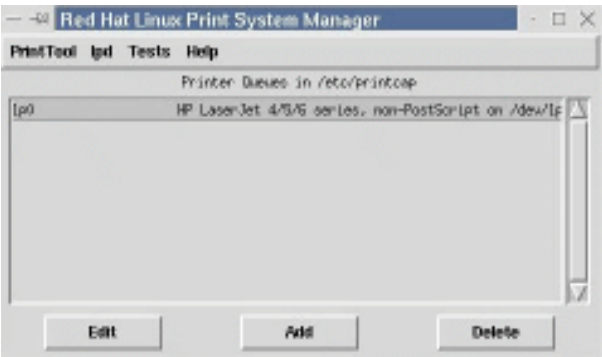 Red Hat Linux Print System Manager
PrintTool lpd Tests Help
Printer Queues in /etc/printcap
lp0 HP LaserJet 4/5/6 series, non-PostScript on /dev/lp
Edit Add Delete